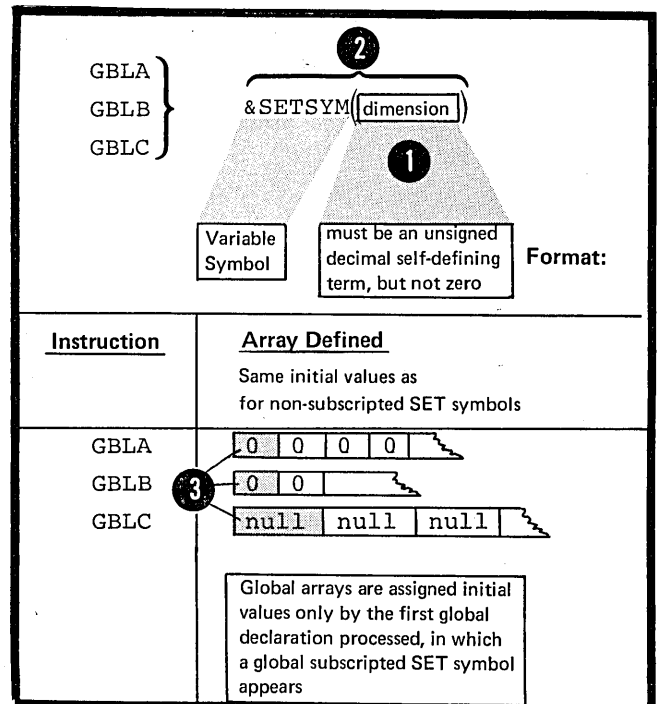 2
GBLA
GBLB
GBLC
&SETSYM(dimension)
1
Variable
Symbol
must be an unsigned
decimal self-defining
term, but not zero
Format:
Instruction
Array Defined
Same initial values as
for non-subscripted SET symbols
GBLA
0 0 0 0
GBLB
3
0 0
GBLC
null null null
Global arrays are assigned initial
values only by the first global
declaration processed, in which
a global subscripted SET symbol
appears